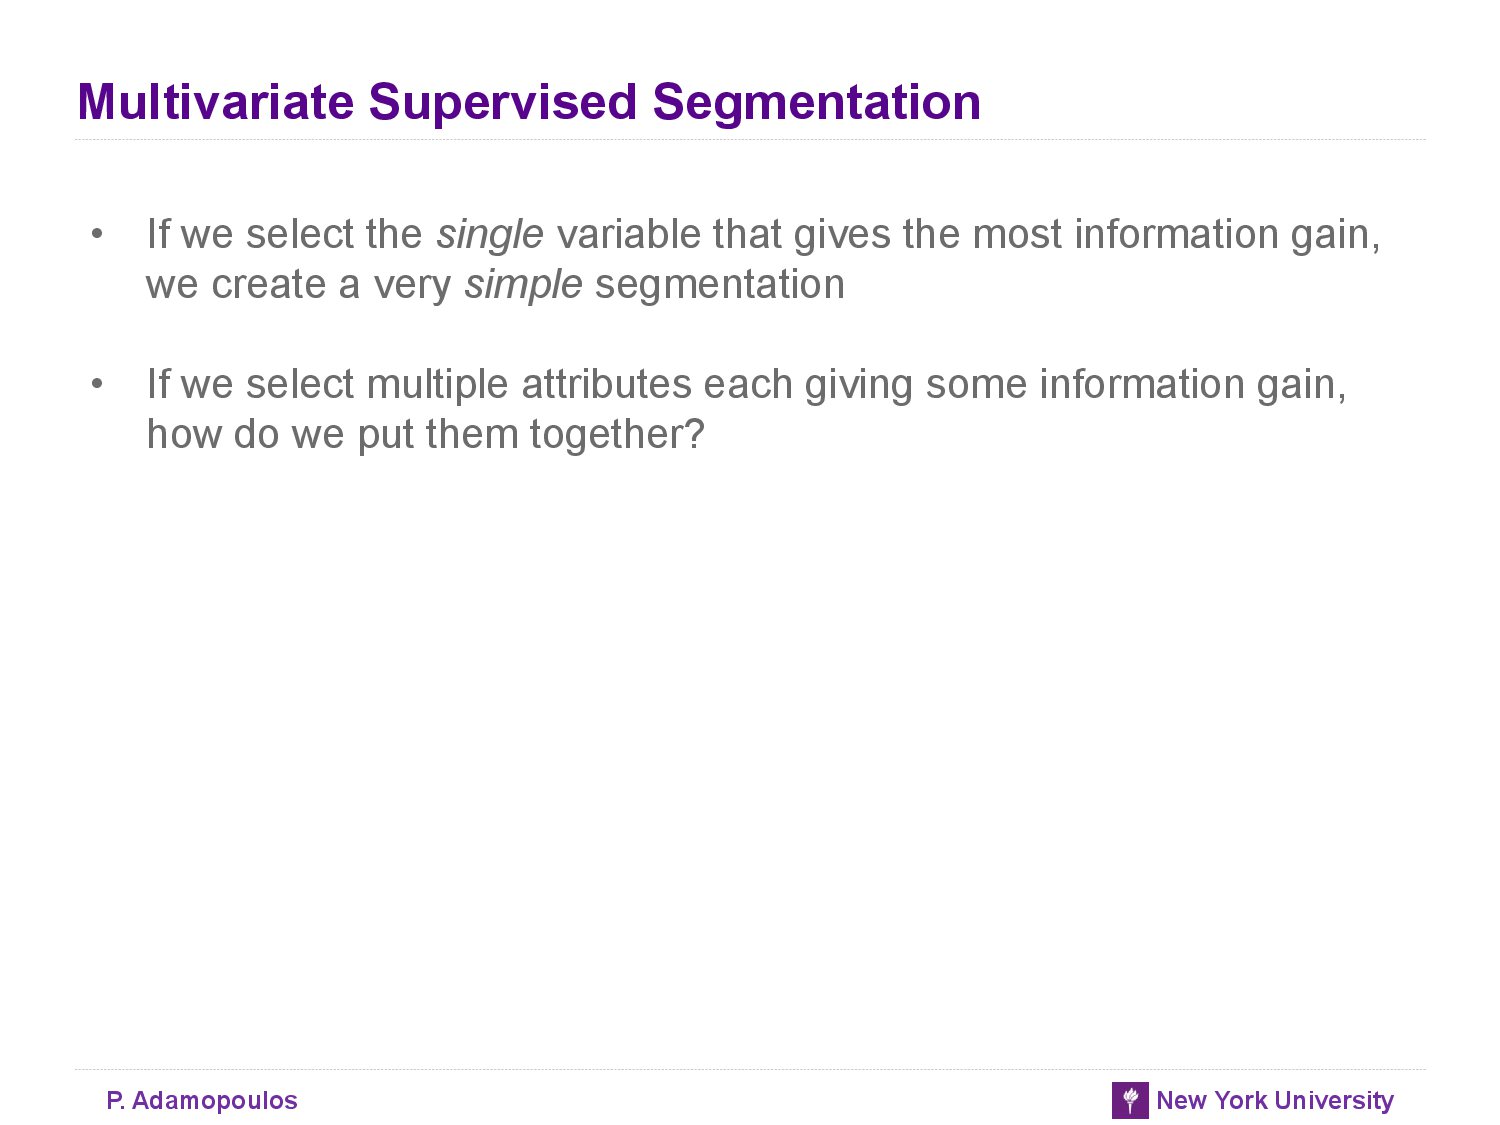 Multivariate Supervised Segmentation
• If we select the single variable that gives the most information gain,
we create a very simple segmentation
• If we select multiple attributes each giving some information gain,
how do we put them together?
P. Adamopoulos
New York University